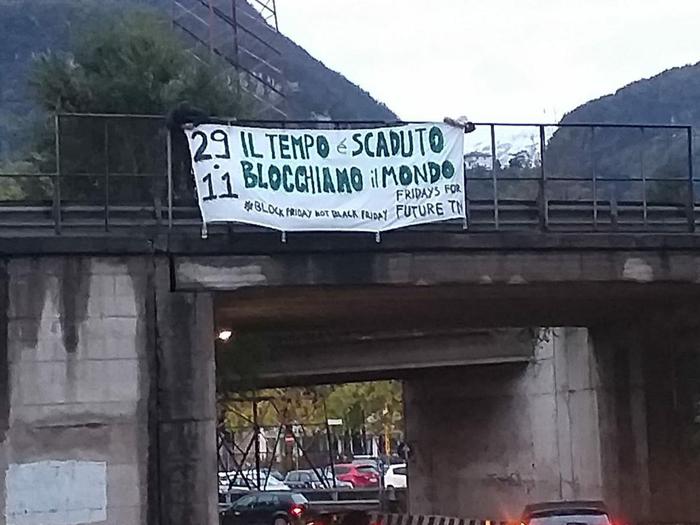 29
.
11
IL TEMPO é SCADUTO
BLOCCHIAMO il MONDO
FRIDAYS FOR
FUTURE TN
#BLOCK FRIDAY NOT BLACK FRIDAY